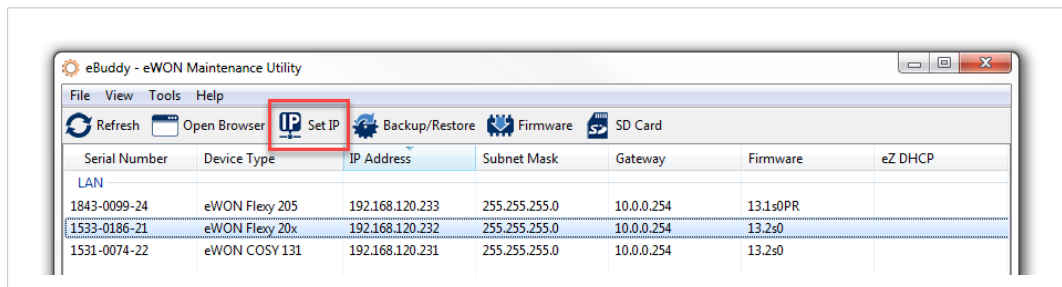 eBuddy - eWON Maintenance Utility
File View Tools Help
Refresh Open Browser IP Set IP Backup/Restore Firmware SD SD Card
Serial Number Device Type IP Address Subnet Mask Gateway Firmware eZ DHCP
LAN
1843-0099-24 eWON Flexy 205 192.168.120.233 255.255.255.0 10.0.0.254 13.1s0PR
1533-0186-21 eWON Flexy 20x 192.168.120.232 255.255.255.0 10.0.0.254 13.2s0
1531-0074-22 eWON COSY 131 192.168.120.231 255.255.255.0 10.0.0.254 13.2s0